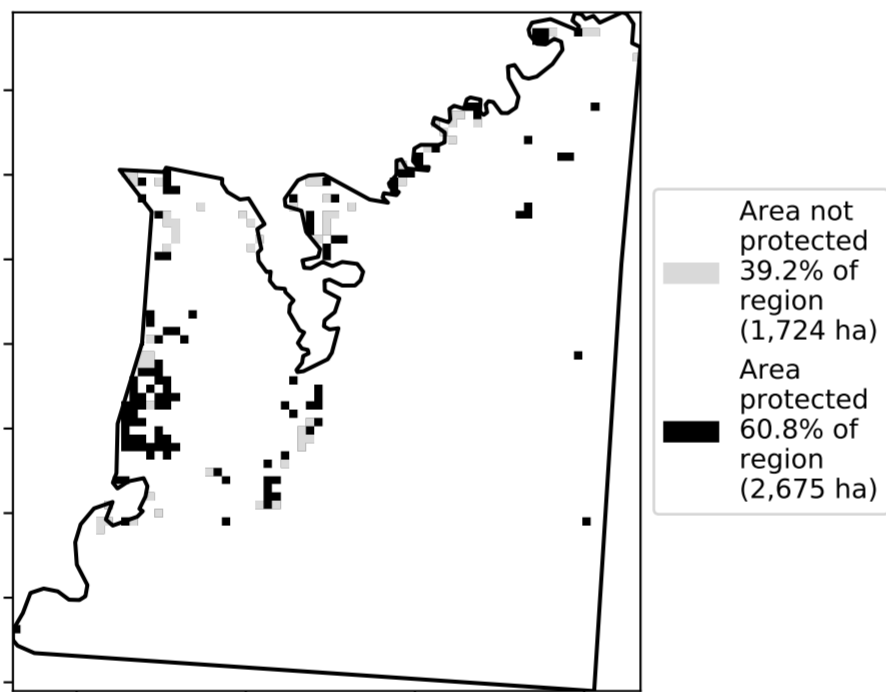 Area not
protected
39.2% of
region
(1,724 ha)
Area
protected
60.8% of
region
(2,675 ha)